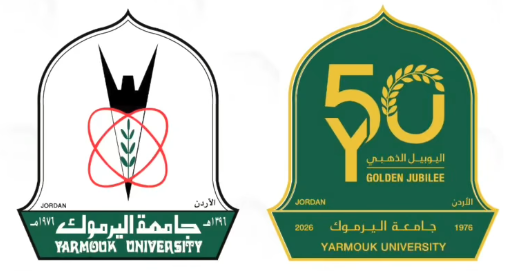 JORDAN الأردن
١٣٩٦هـ جامعة اليرموك ١٩٧٦م
YARMOUK UNIVERSITY
50
Y
اليوبيل الذهبي
GOLDEN JUBILEE
JORDAN الأردن
2026 جامعة اليرموك 1976
YARMOUK UNIVERSITY